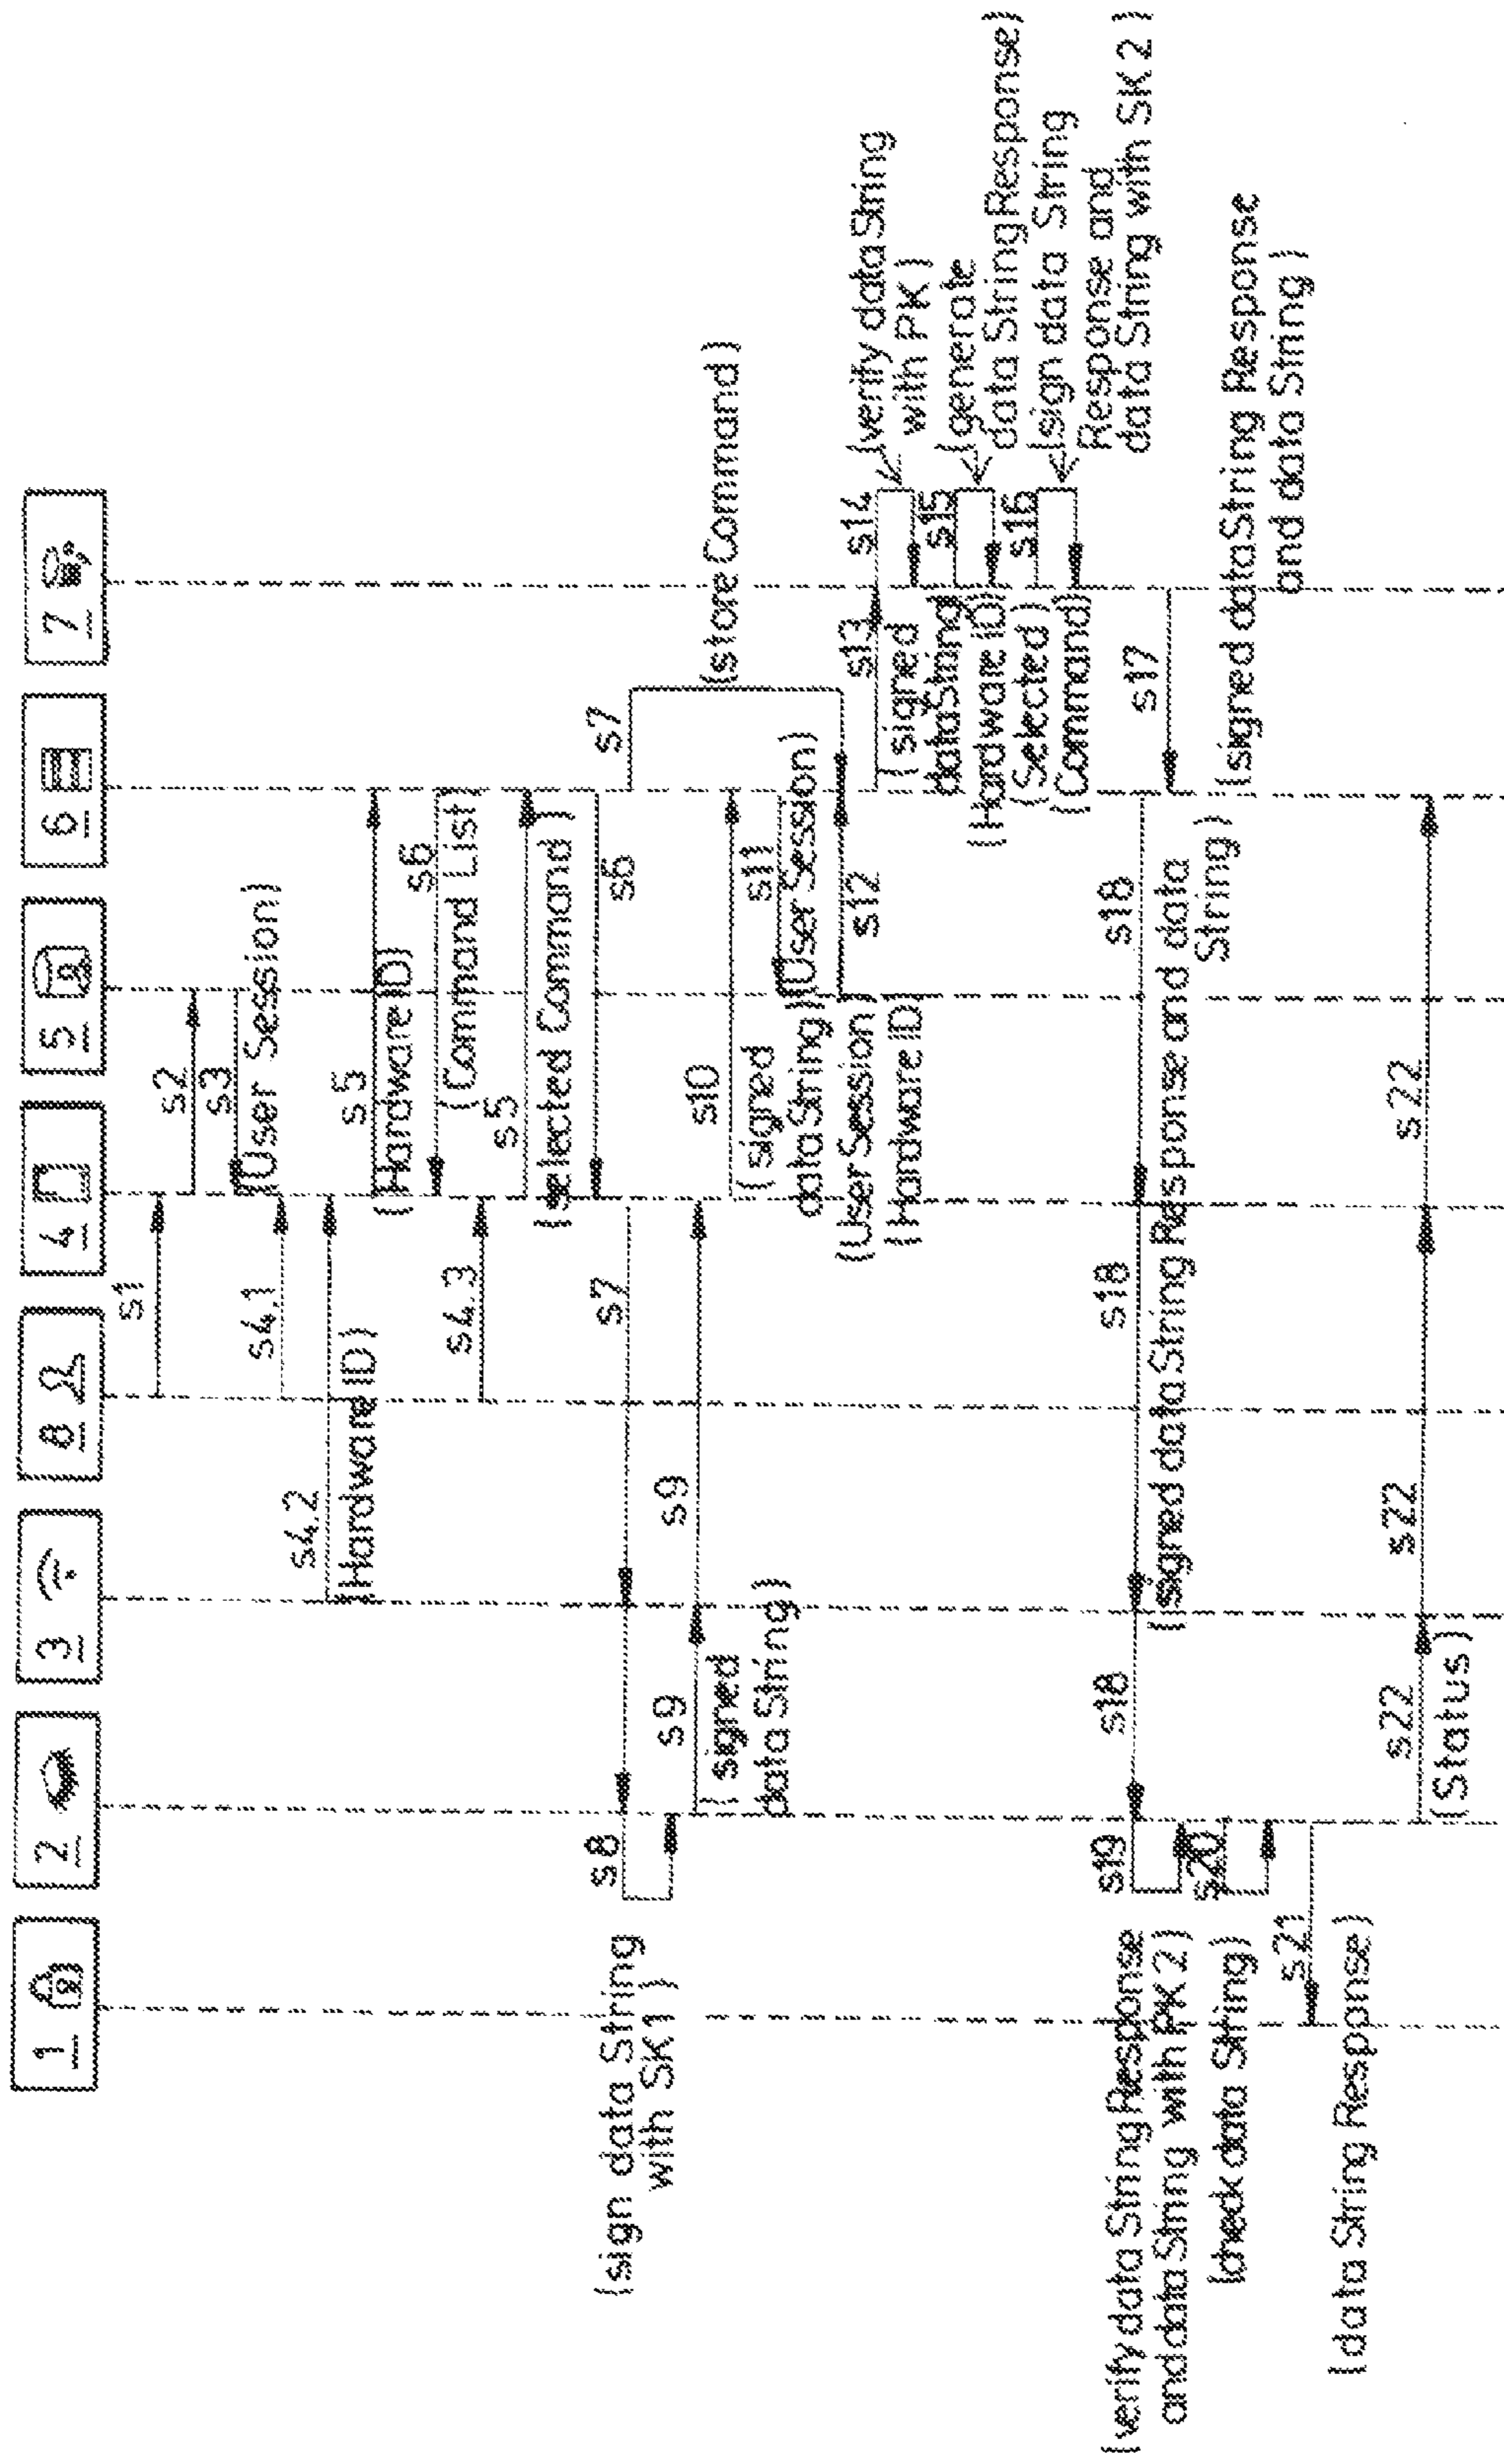 1
2
3
8
4
5
6
7
s1
s2
s3
(User Session)
s4.1
s4.2
(Hardware ID)
s5
(Hardware ID)
s6
(Command List)
s4.3
s5
(selected Command)
s6
s7
s7
(store Command)
s8
(sign data String
with SK1)
s9
s9
(signed
data String)
s10
(signed
data String)
(User Session)
(Hardware ID)
s11
(User Session)
s12
s13
(signed
data String)
(Hardware ID)
(Selected
Command)
s14
(verify data String
with PK)
s15
(generate
data String Response)
s16
(sign data String
Response and
data String with SK 2)
s17
(signed data String Response
and data String)
s18
s18
s18
(signed data String Response and data
String)
s19
(verify data String Response
and data String with PK 2)
s20
(check data String)
s21
(data String Response)
s22
s22
s22
(Status)